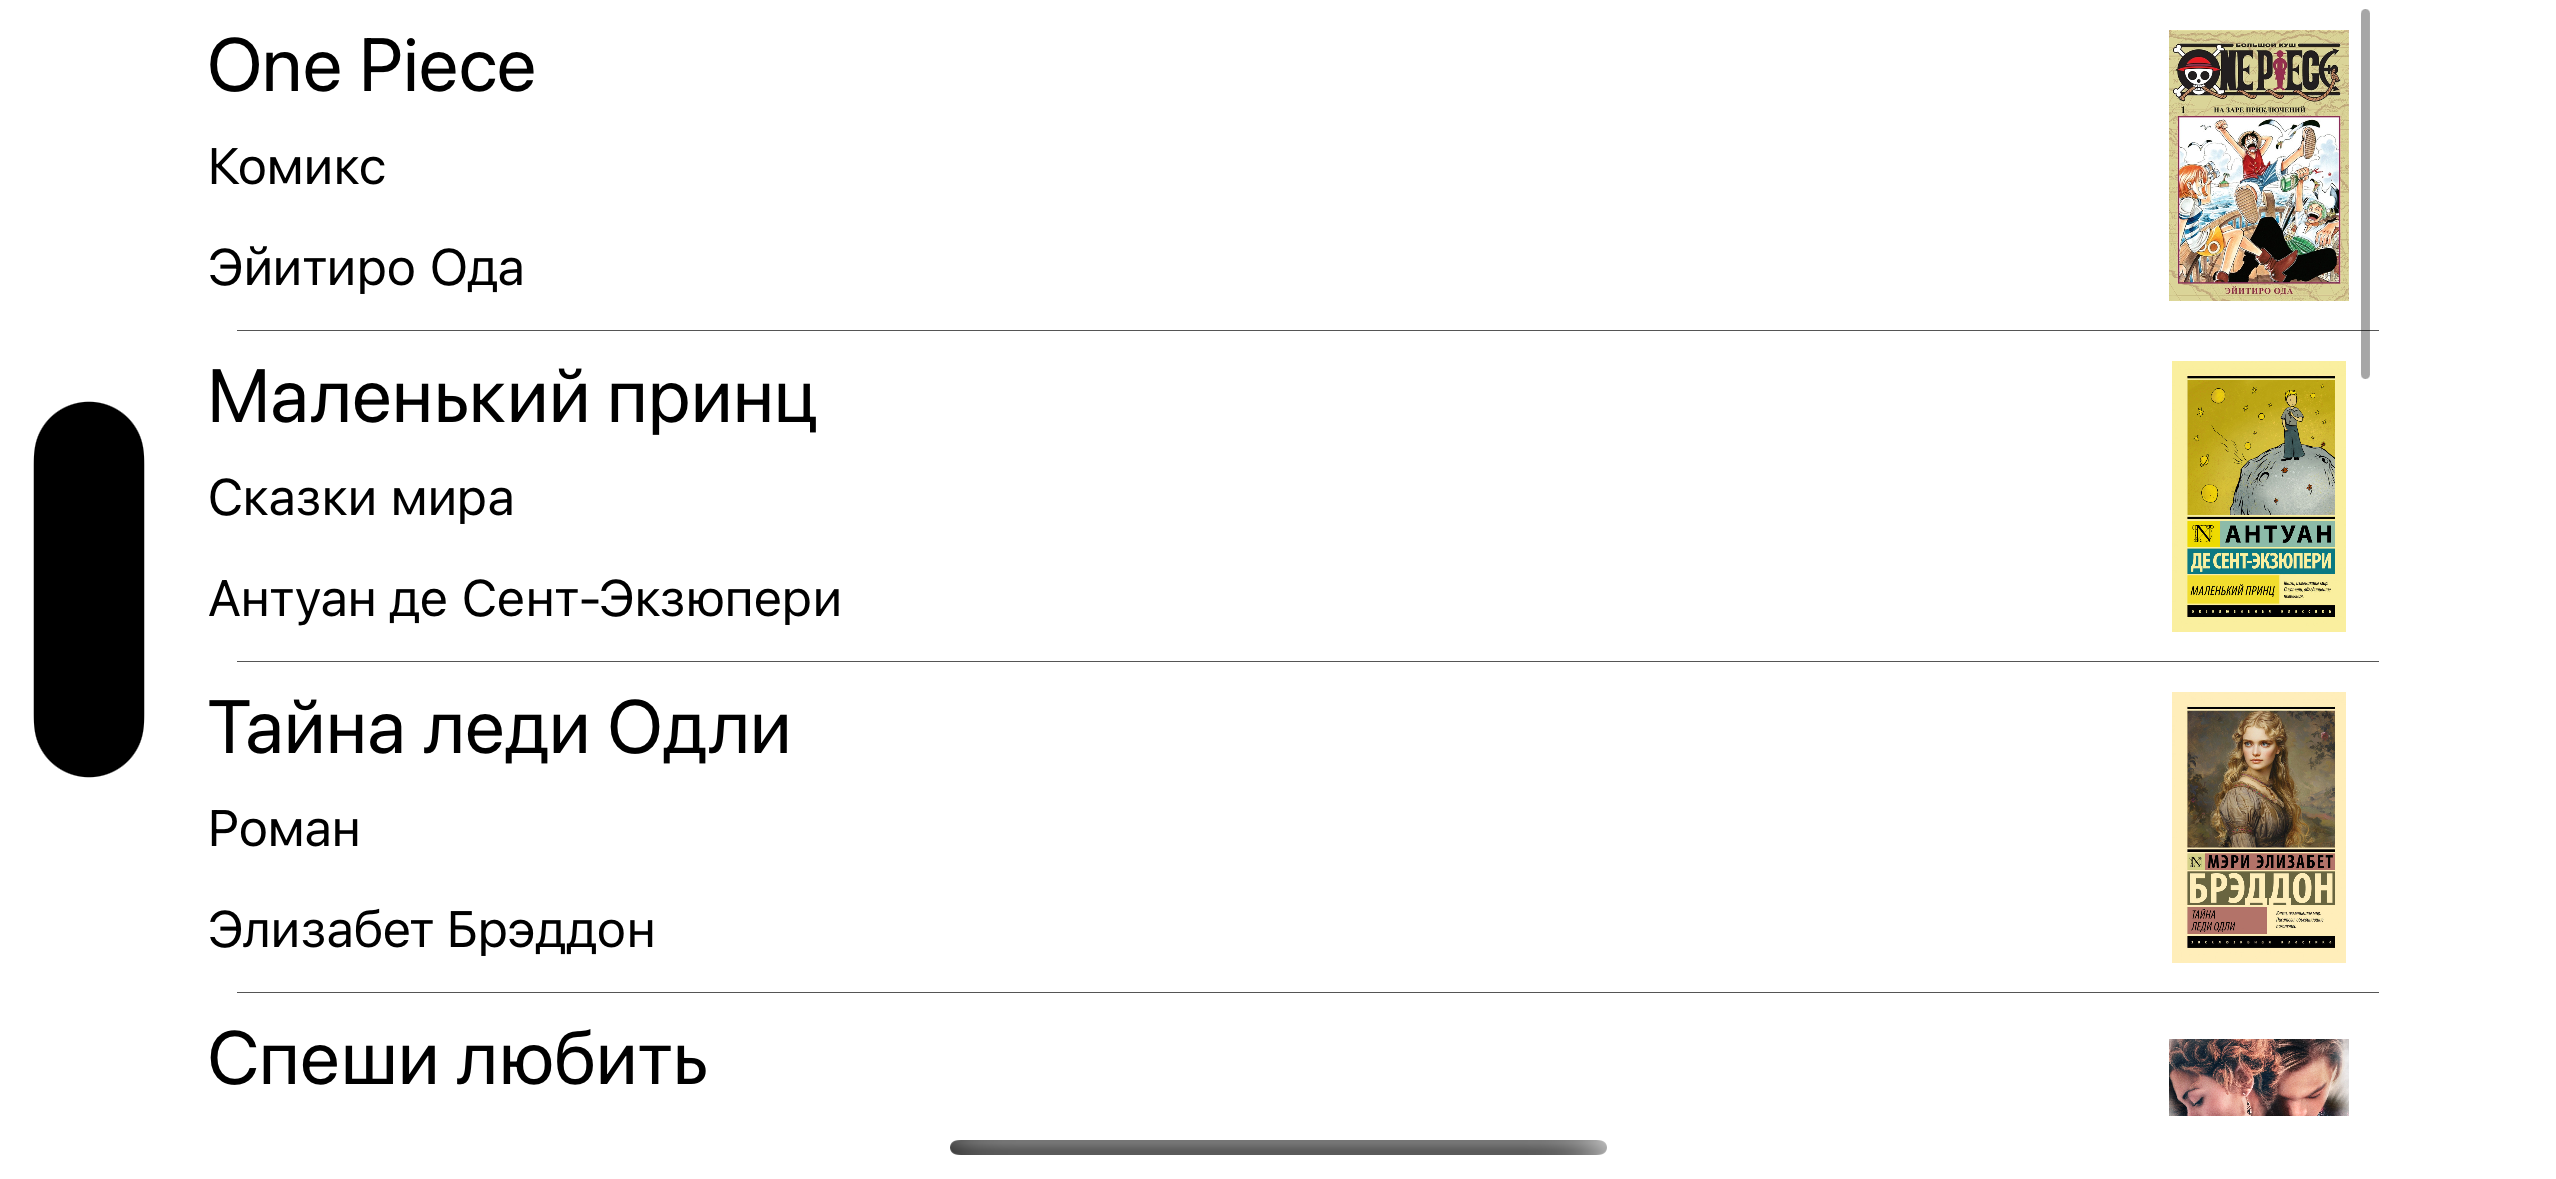 One Piece
Комикс
Эйитиро Ода
БОЛЬШОЙ КУШ
ONE PIECE
1 НА ЗАРЕ ПРИКЛЮЧЕНИЙ
ЭЙИТИРО ОДА
Маленький принц
Сказки мира
Антуан де Сент-Экзюпери
N АНТУАН
ДЕ СЕНТ-ЭКЗЮПЕРИ
МАЛЕНЬКИЙ ПРИНЦ
Тайна леди Одли
Роман
Элизабет Брэддон
N МЭРИ ЭЛИЗАБЕТ
БРЭДДОН
ТАЙНА
ЛЕДИ ОДЛИ
Спеши любить